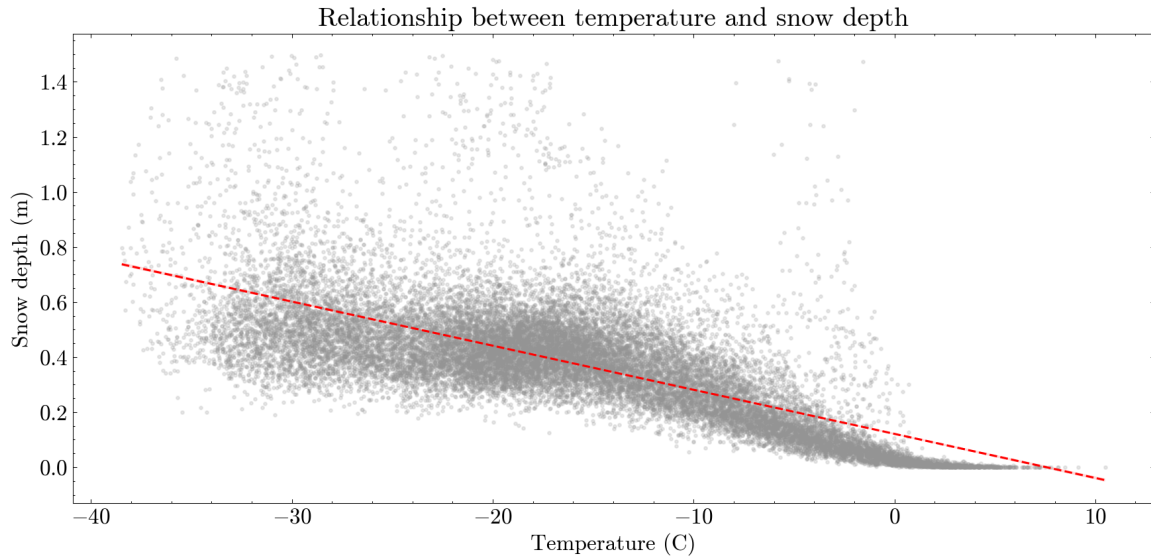 Relationship between temperature and snow depth
Snow depth (m)
1.4
1.2
1.0
0.8
0.6
0.4
0.2
0.0
−40 −30 −20 −10 0 10
Temperature (C)